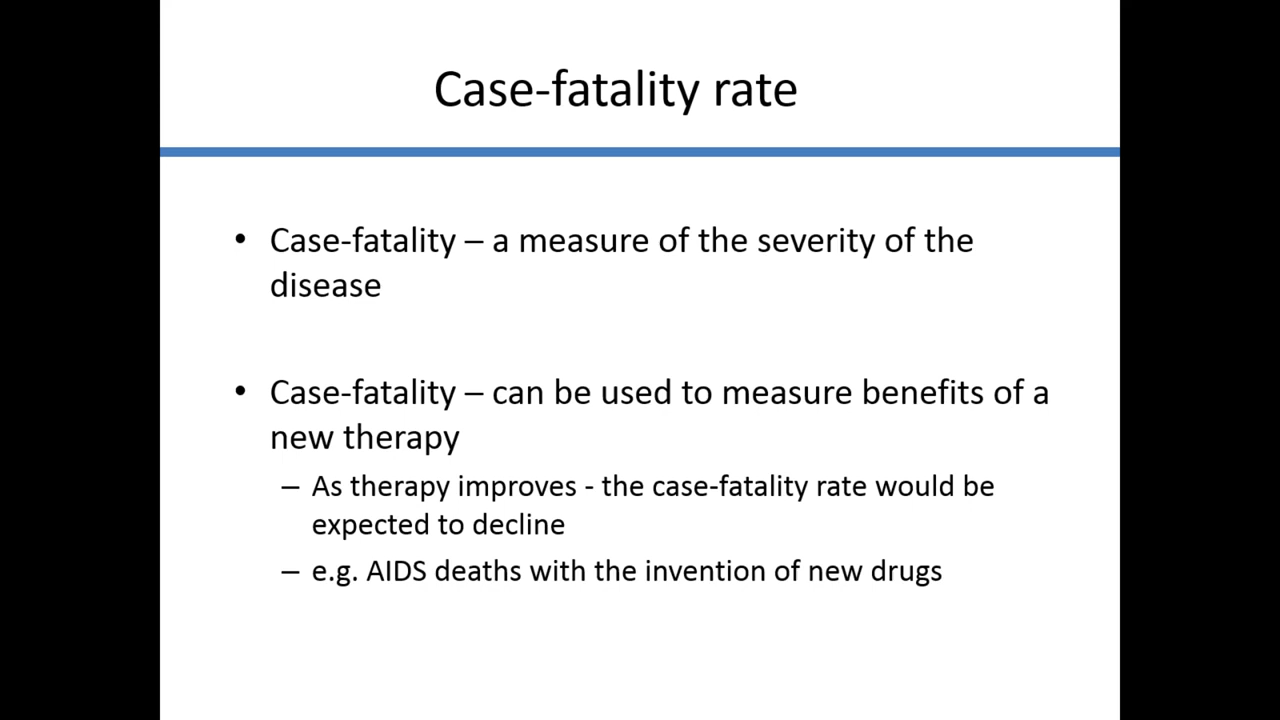 Case-fatality rate
• Case-fatality – a measure of the severity of the
disease
• Case-fatality – can be used to measure benefits of a
new therapy
– As therapy improves - the case-fatality rate would be
expected to decline
– e.g. AIDS deaths with the invention of new drugs